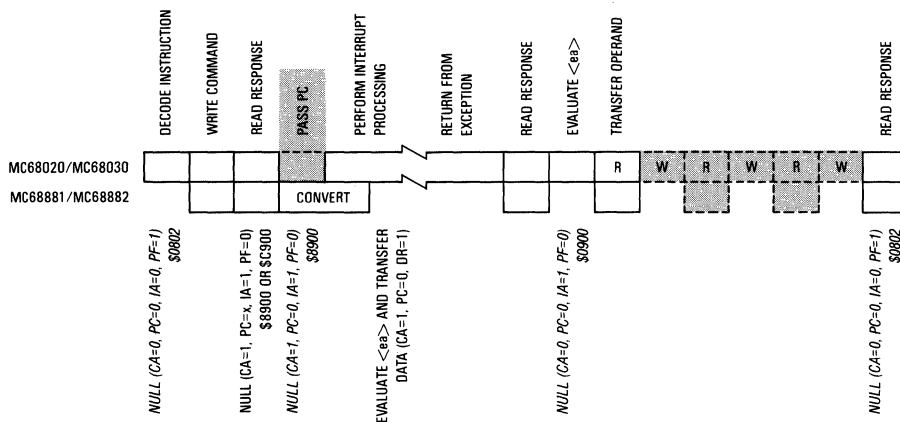 DECODE INSTRUCTION
WRITE COMMAND
READ RESPONSE
PASS PC
PERFORM INTERRUPT
PROCESSING
RETURN FROM
EXCEPTION
READ RESPONSE
EVALUATE <ea>
TRANSFER OPERAND
READ RESPONSE
MC68020/MC68030
R
W
R
W
R
W
MC68881/MC68882
CONVERT
NULL (CA=0, PC=0, IA=0, PF=1)
$0802
NULL (CA=1, PC=x, IA=1, PF=0)
$8900 OR $C900
NULL (CA=1, PC=0, IA=1, PF=0)
$8900
EVALUATE <ea> AND TRANSFER
DATA (CA=1, PC=0, DR=1)
NULL (CA=0, PC=0, IA=1, PF=0)
$0900
NULL (CA=0, PC=0, IA=0, PF=1)
$0802